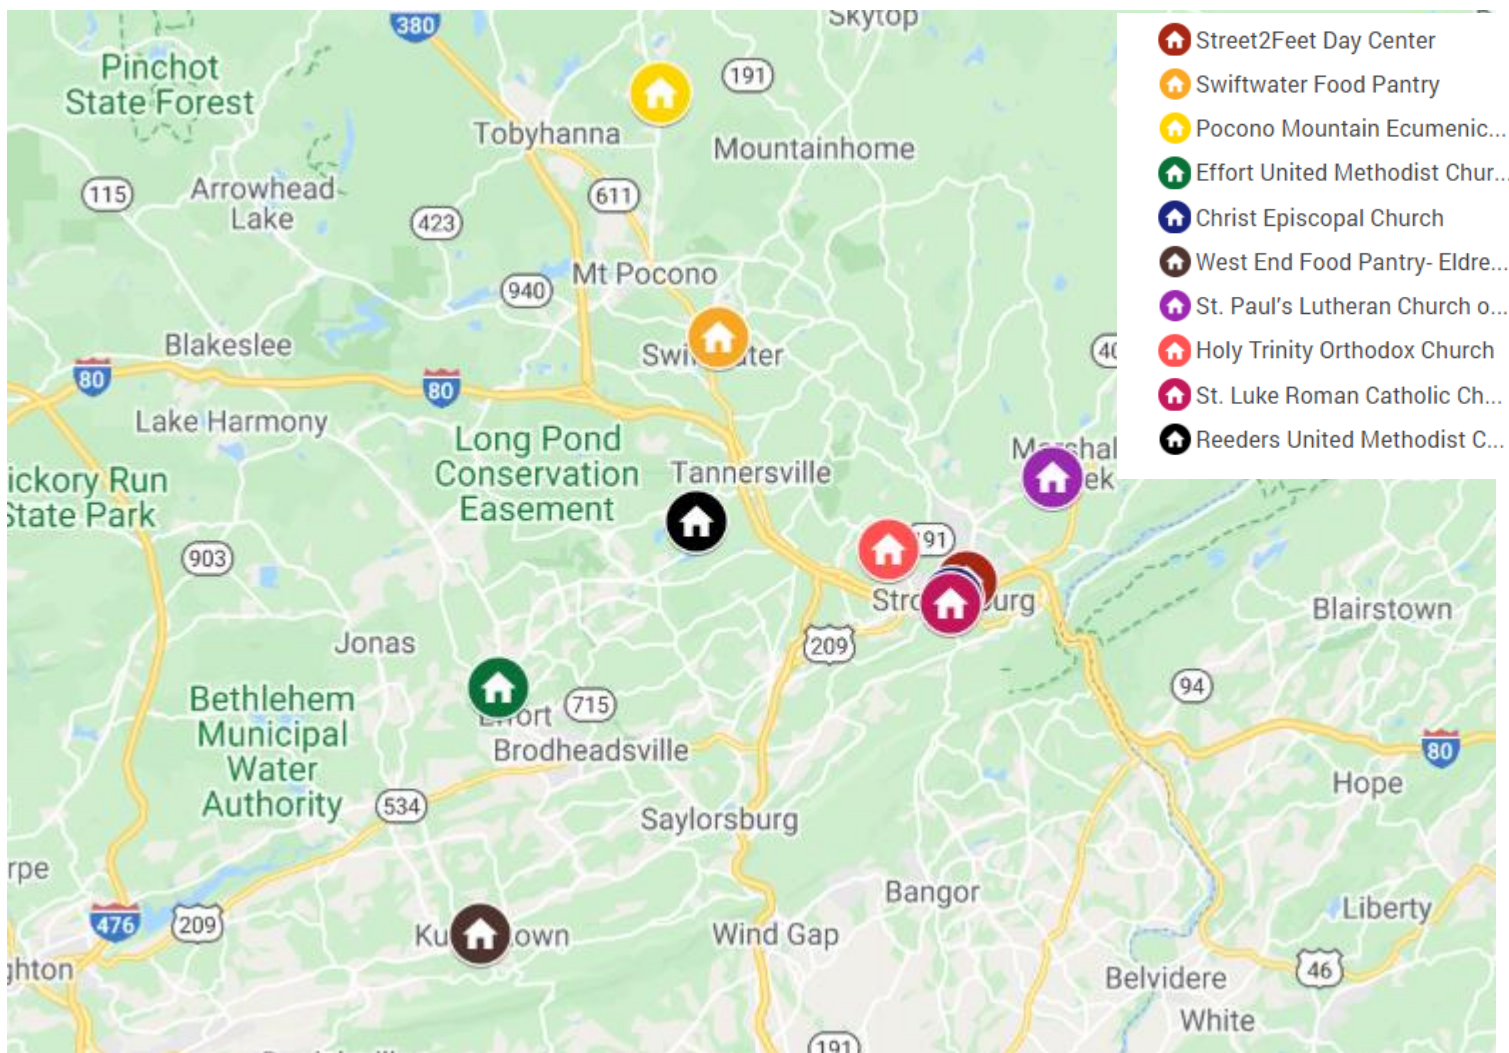 380
Skytop
Pinchot
State Forest
191
Tobyhanna
Mountainhome
115
Arrowhead
Lake
611
423
Mt Pocono
940
Blakeslee
80
80
Lake Harmony
Long Pond
Conservation
Easement
Tannersville
ickory Run
State Park
903
91
Jonas
209
Blairstown
94
Bethlehem
Municipal
Water
Authority
715
Brodheadsville
80
Hope
534
Saylorsburg
rpe
Bangor
476
209
Liberty
Wind Gap
ghton
46
Belvidere
White
191
Street2Feet Day Center
Swiftwater Food Pantry
Pocono Mountain Ecumenic...
Effort United Methodist Chur...
Christ Episcopal Church
West End Food Pantry- Eldre...
St. Paul's Lutheran Church o...
Holy Trinity Orthodox Church
St. Luke Roman Catholic Ch...
Reeders United Methodist C...